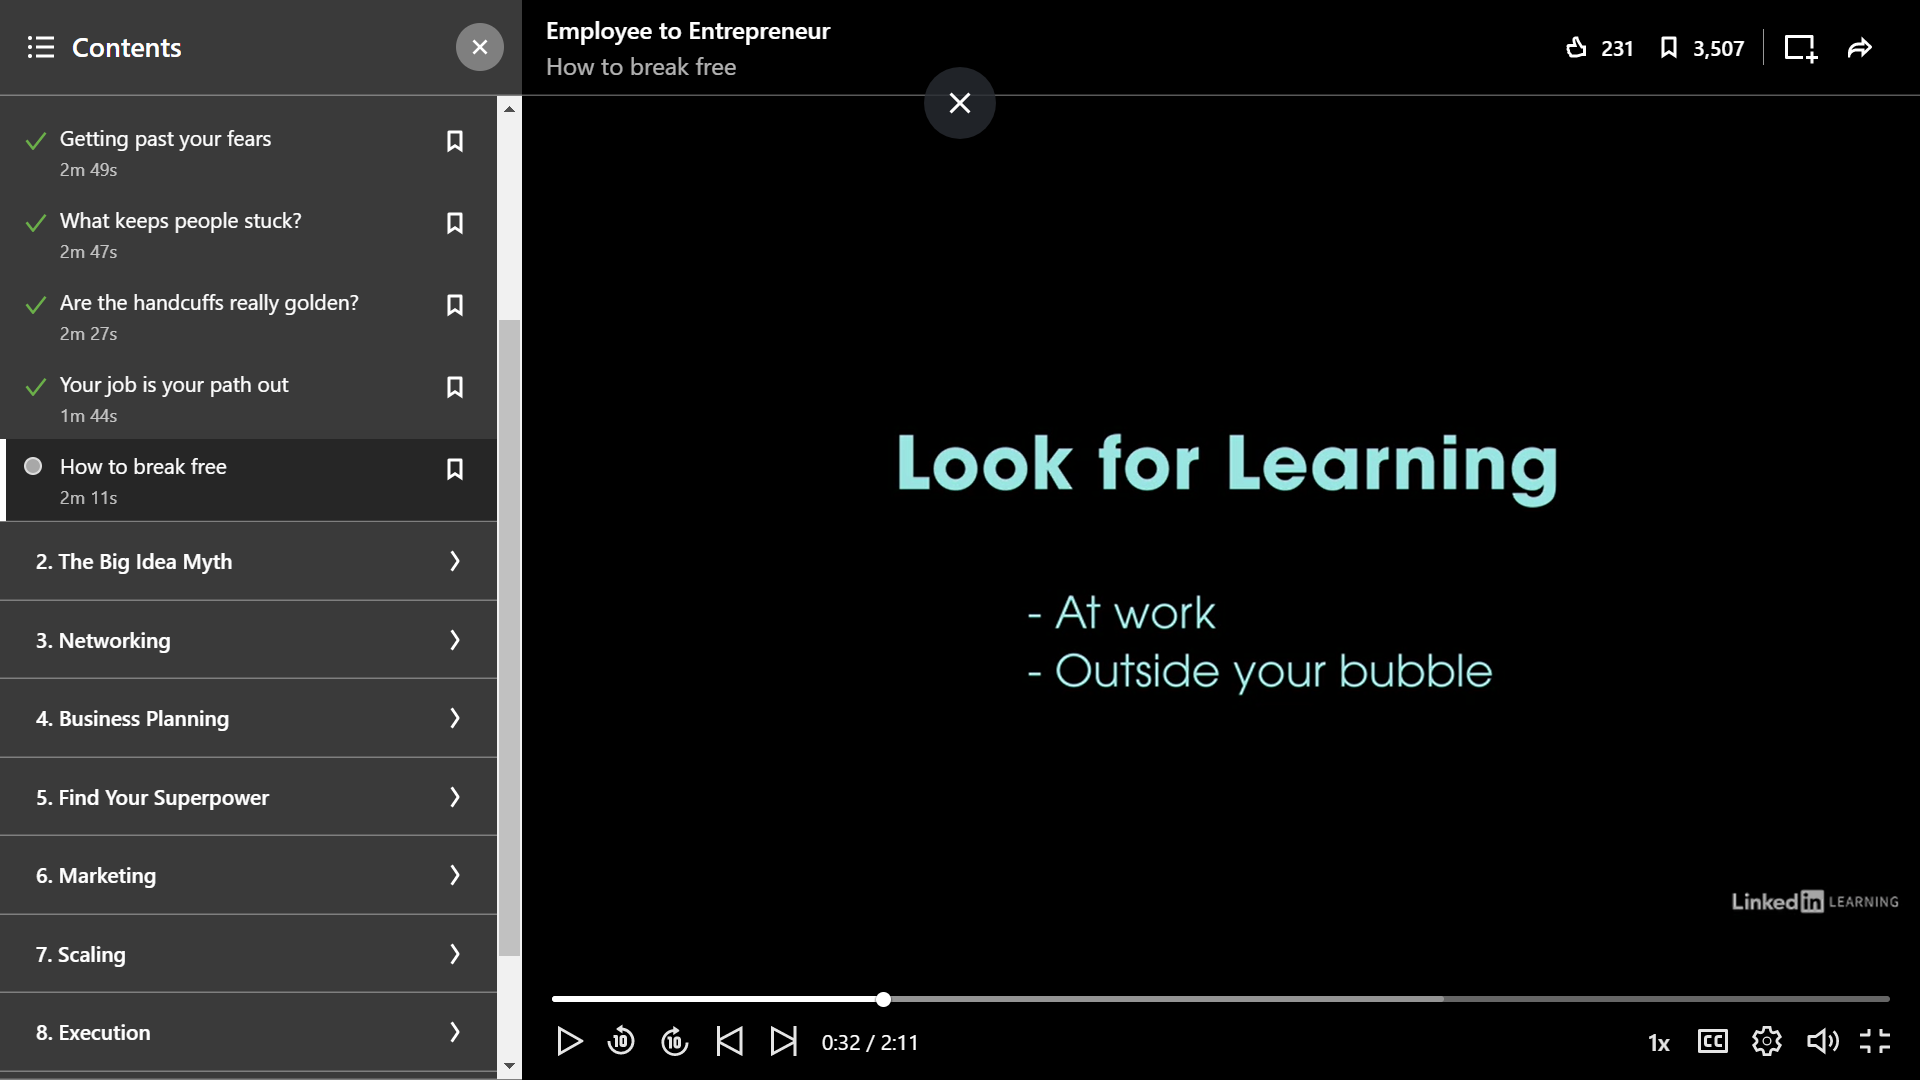 Contents
Getting past your fears
2m 49s
What keeps people stuck?
2m 47s
Are the handcuffs really golden?
2m 27s
Your job is your path out
1m 44s
How to break free
2m 11s
2. The Big Idea Myth
3. Networking
4. Business Planning
5. Find Your Superpower
6. Marketing
7. Scaling
8. Execution
Employee to Entrepreneur
How to break free
231
3,507
Look for Learning
- At work
- Outside your bubble
Linked in LEARNING
10
10
0:32 / 2:11
1x
CC